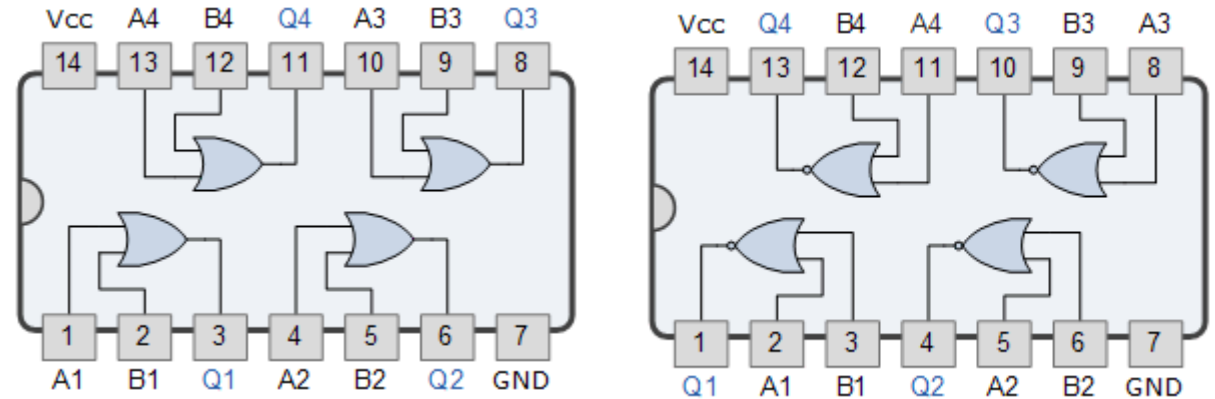 Vcc A4 B4 Q4 A3 B3 Q3
14 13 12 11 10 9 8
1 2 3 4 5 6 7
A1 B1 Q1 A2 B2 Q2 GND
Vcc Q4 B4 A4 Q3 B3 A3
14 13 12 11 10 9 8
1 2 3 4 5 6 7
Q1 A1 B1 Q2 A2 B2 GND